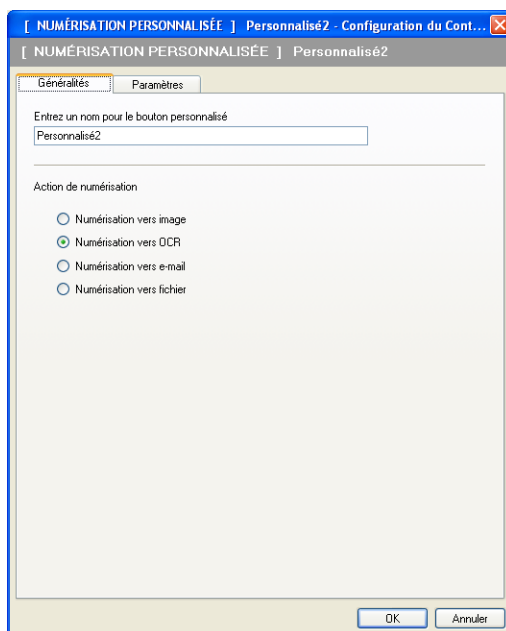 [ NUMÉRISATION PERSONNALISÉE ] Personnalisé2 - Configuration du Cont...
[ NUMÉRISATION PERSONNALISÉE ] Personnalisé2
Généralités Paramètres
Entrez un nom pour le bouton personnalisé
Personnalisé2
Action de numérisation
Numérisation vers image
Numérisation vers OCR
Numérisation vers e-mail
Numérisation vers fichier
OK Annuler